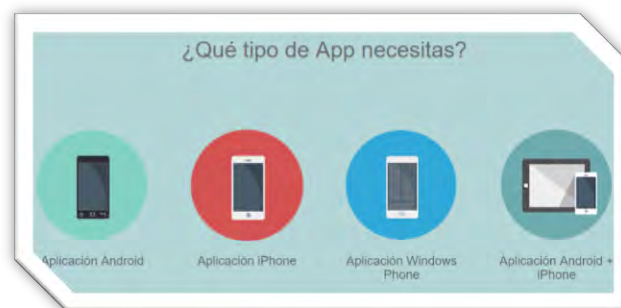 ¿Qué tipo de App necesitas?
Aplicación Android
Aplicación iPhone
Aplicación Windows
Phone
Aplicación Android +
iPhone